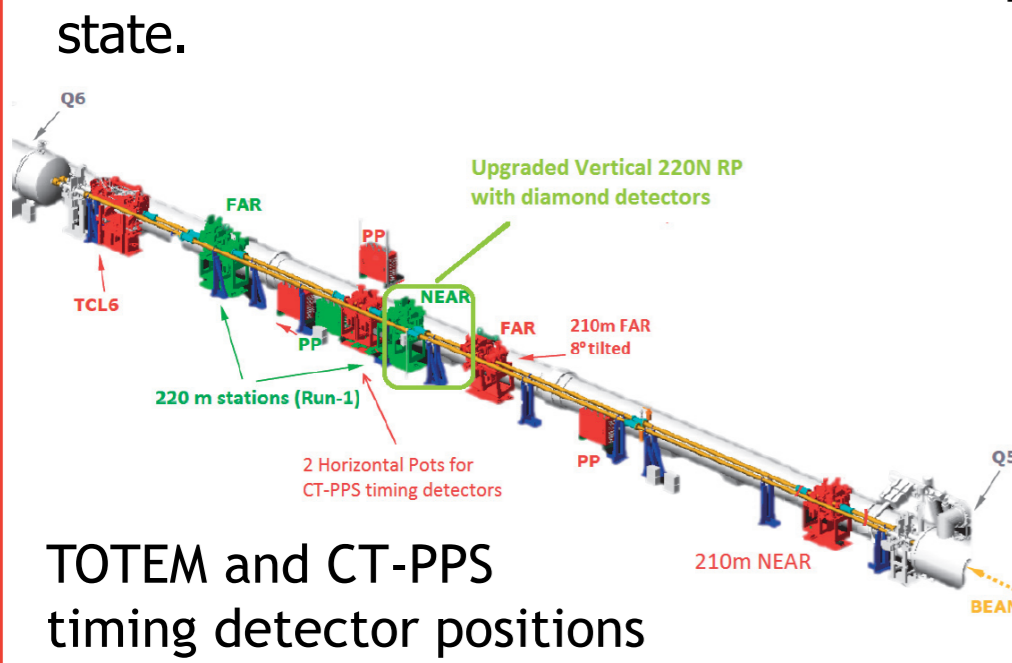 state.
Q6
Upgraded Vertical 220N RP
with diamond detectors
FAR
PP
TCL6
NEAR
FAR
210m FAR
8° tilted
PP
220 m stations (Run-1)
2 Horizontal Pots for
CT-PPS timing detectors
PP
Q5
210m NEAR
BEAM
TOTEM and CT-PPS
timing detector positions